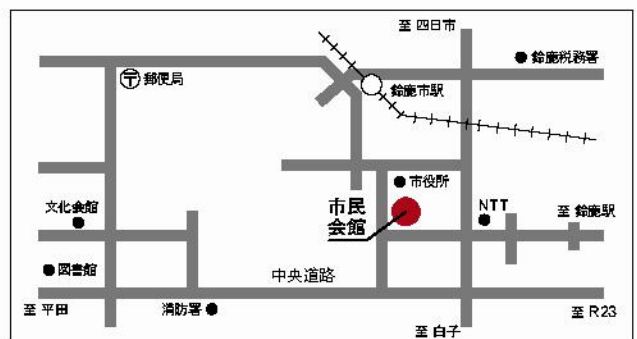 至 四日市
鈴鹿税務署
〒 郵便局
鈴鹿市駅
市役所
市民
会館
NTT
至 鈴鹿駅
文化会館
図書館
中央道路
至 平田
消防署
至 白子
至 R23